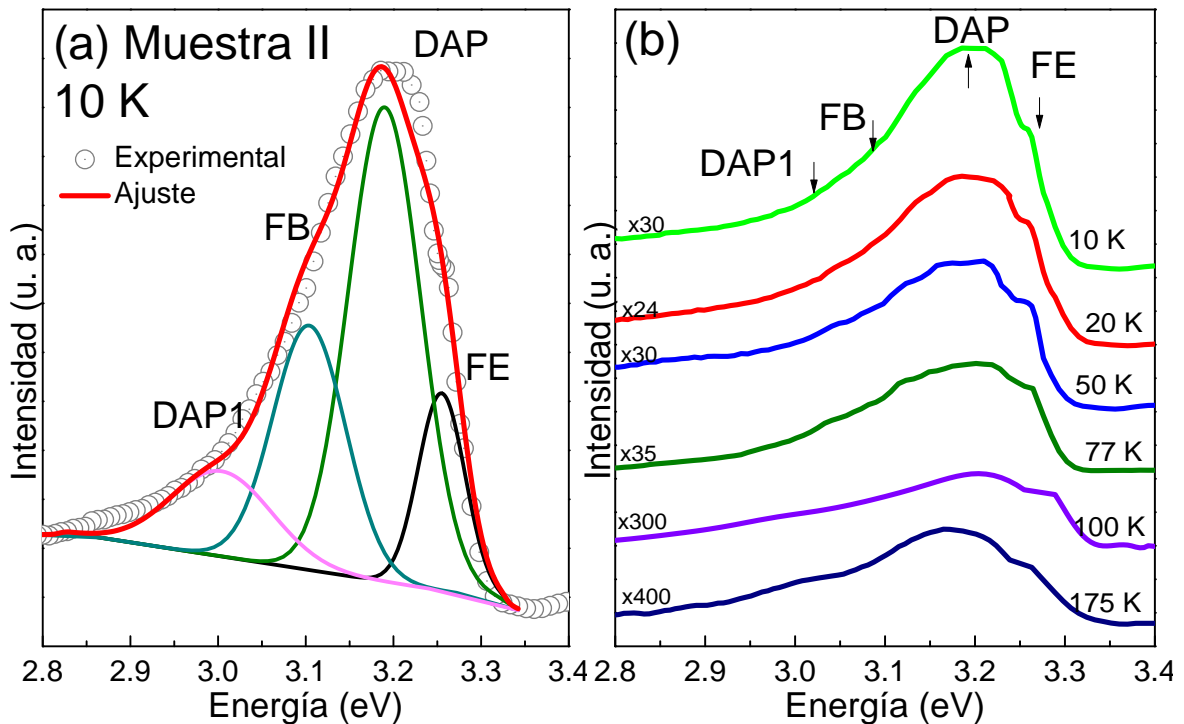 (a) Muestra II
10 K
Experimental
Ajuste
DAP
FB
FE
DAP1
Intensidad (u. a.)
2.8 2.9 3.0 3.1 3.2 3.3 3.4
Energía (eV)
(b)
DAP
FE
FB
DAP1
x30
10 K
x24
20 K
x30
50 K
x35
77 K
x300
100 K
x400
175 K
Intensidad (u. a.)
2.8 2.9 3.0 3.1 3.2 3.3 3.4
Energía (eV)